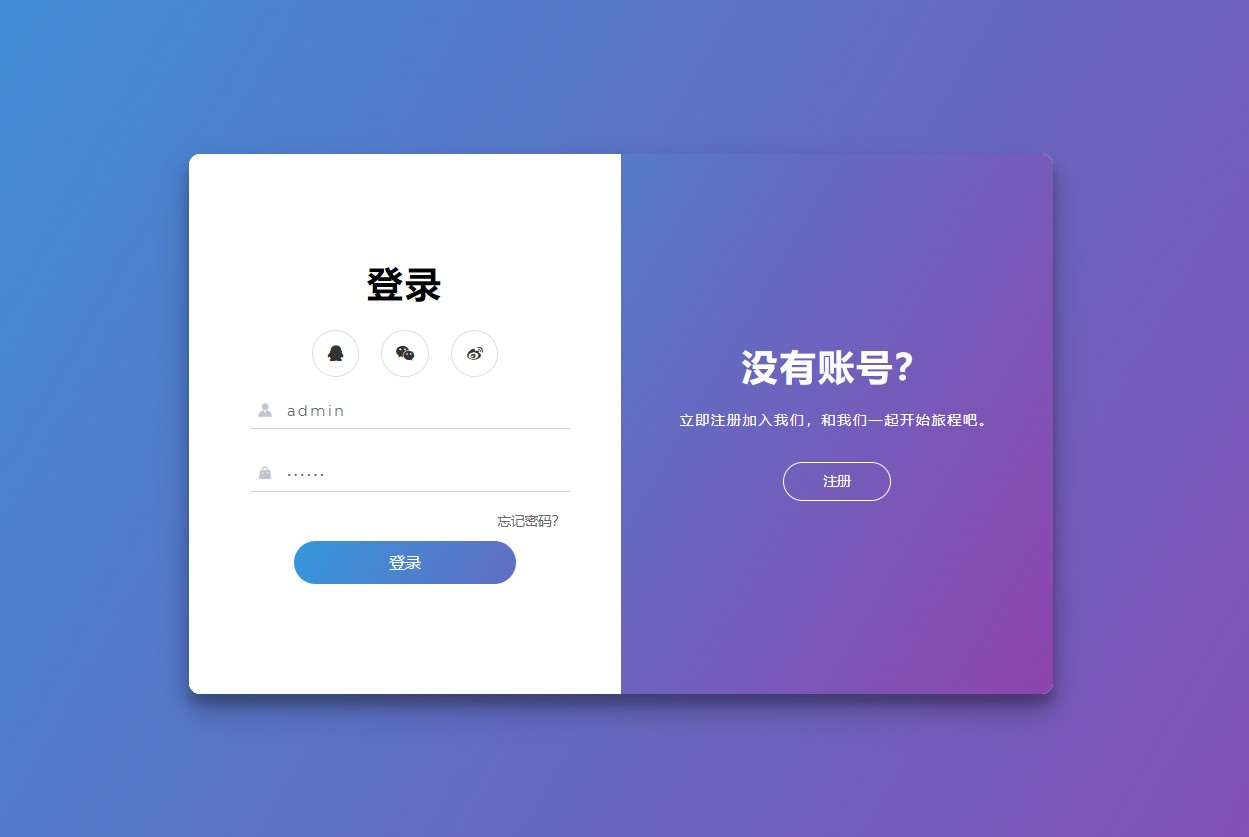 登录
admin
······
忘记密码?
登录
没有账号?
立即注册加入我们，和我们一起开始旅程吧。
注册